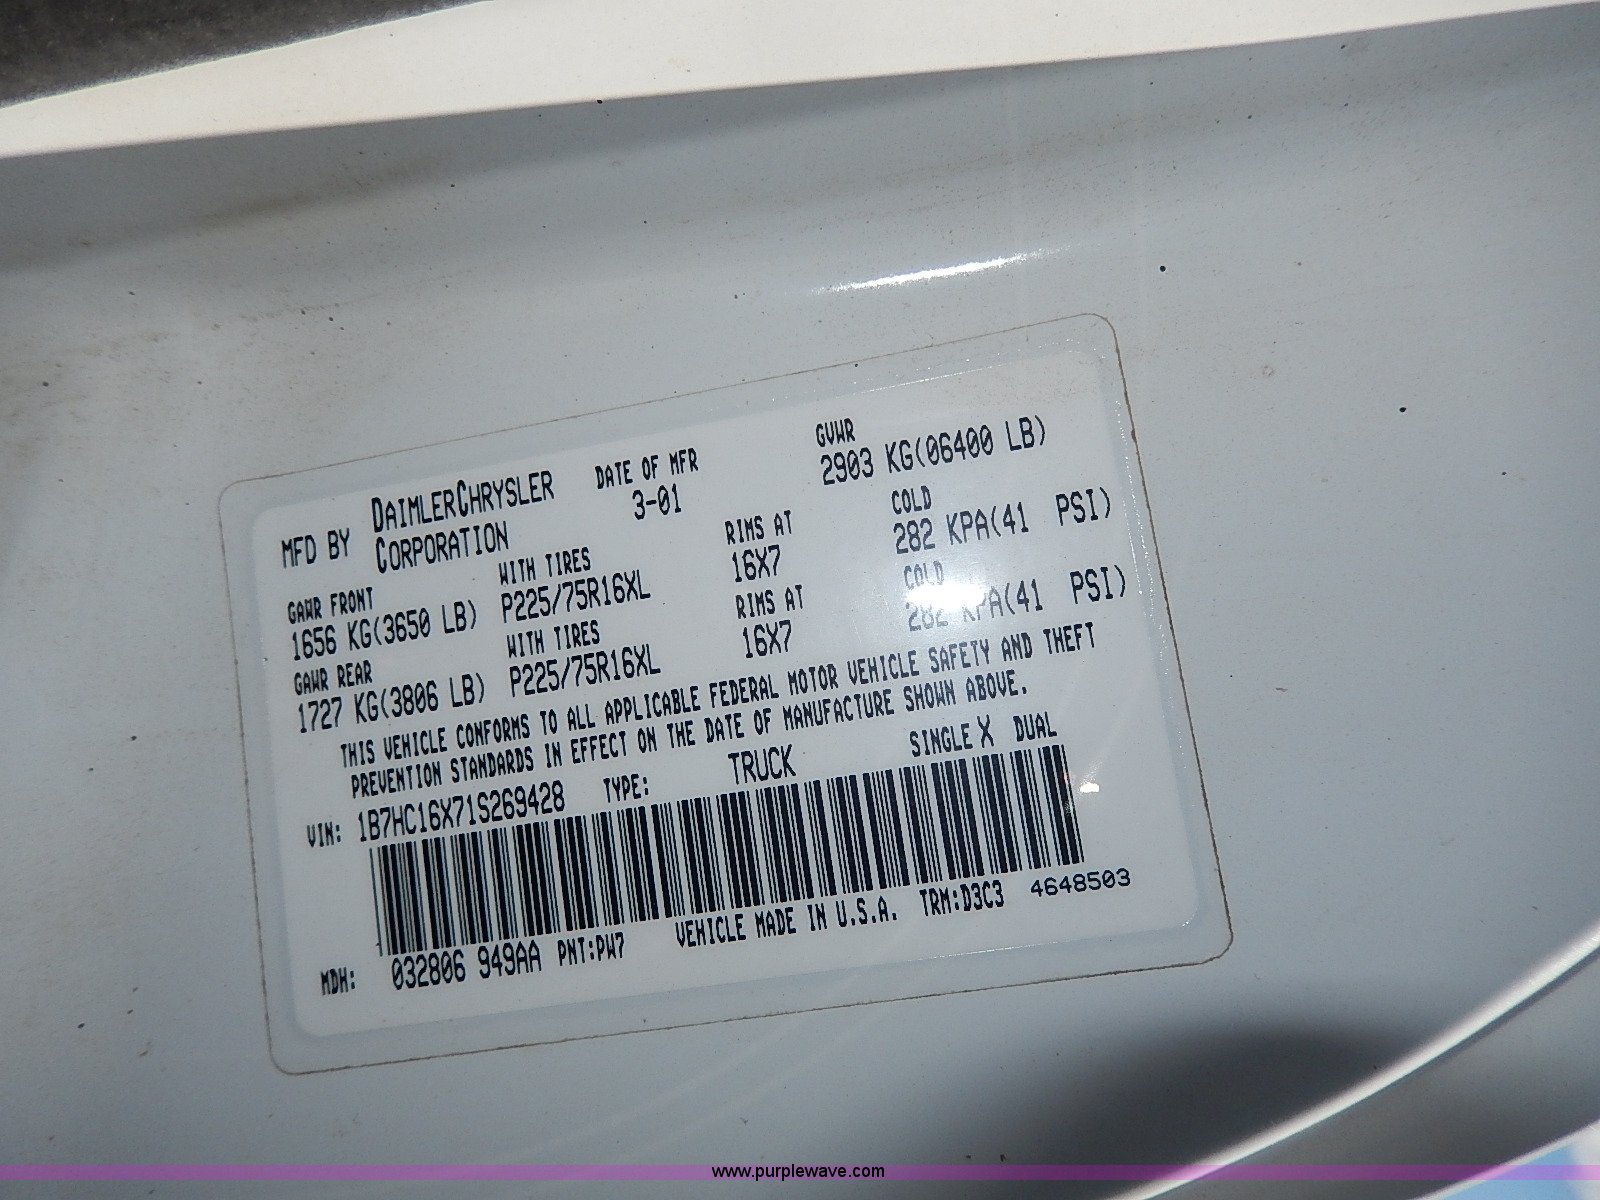 MFD BY DAIMLERCHRYSLER CORPORATION
DATE OF MFR 3-01
GVWR 2903 KG(06400 LB)
GAWR FRONT WITH TIRES RIMS AT COLD
1656 KG(3650 LB) P225/75R16XL 16X7 282 KPA(41 PSI)
GAWR REAR WITH TIRES RIMS AT COLD
1727 KG(3806 LB) P225/75R16XL 16X7 282 KPA(41 PSI)
THIS VEHICLE CONFORMS TO ALL APPLICABLE FEDERAL MOTOR VEHICLE SAFETY AND THEFT
PREVENTION STANDARDS IN EFFECT ON THE DATE OF MANUFACTURE SHOWN ABOVE.
VIN: 1B7HC16X71S269428 TYPE: TRUCK SINGLE X DUAL
MDH: 032806 949AA PNT:PW7 VEHICLE MADE IN U.S.A. TRM:D3C3 4648503
www.purplewave.com